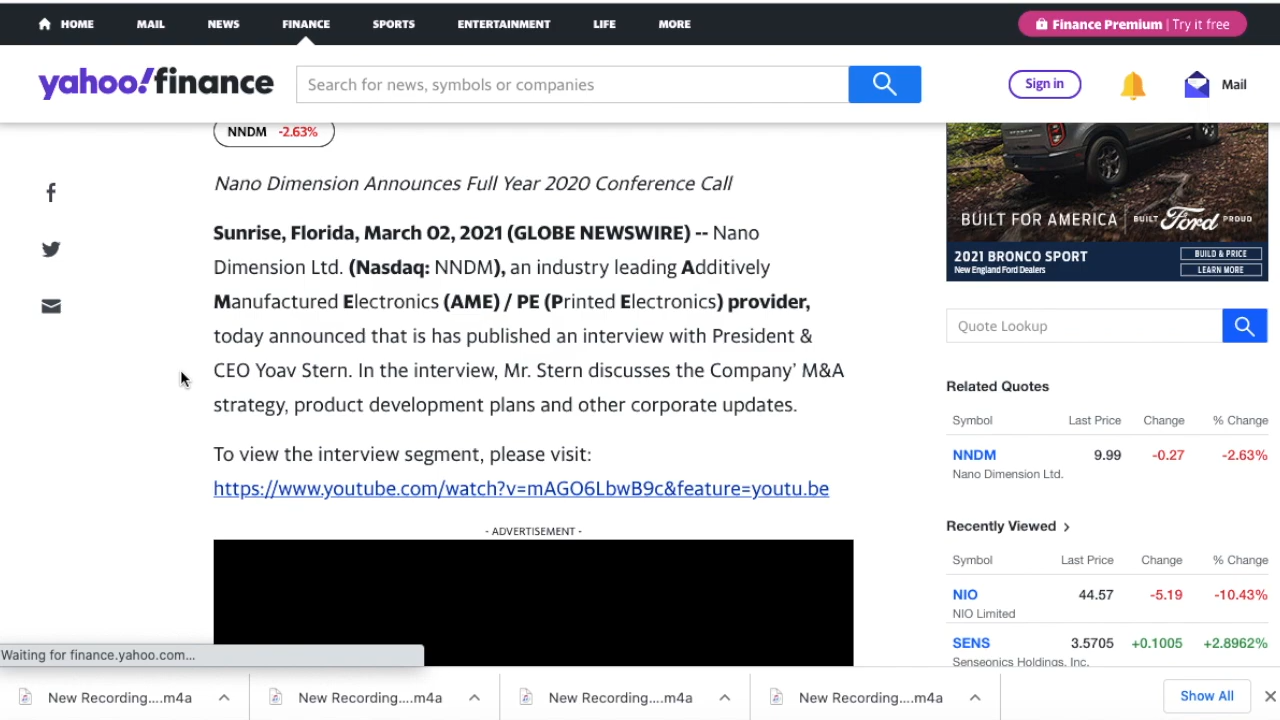 HOME MAIL NEWS FINANCE SPORTS ENTERTAINMENT LIFE MORE Finance Premium | Try it free
yahoo!finance Search for news, symbols or companies Sign in Mail
NNDM -2.63%
Nano Dimension Announces Full Year 2020 Conference Call
Sunrise, Florida, March 02, 2021 (GLOBE NEWSWIRE) -- Nano
Dimension Ltd. (Nasdaq: NNDM), an industry leading Additively
Manufactured Electronics (AME) / PE (Printed Electronics) provider,
today announced that is has published an interview with President &
CEO Yoav Stern. In the interview, Mr. Stern discusses the Company' M&A
strategy, product development plans and other corporate updates.
To view the interview segment, please visit:
https://www.youtube.com/watch?v=mAGO6LbwB9c&feature=youtu.be
- ADVERTISEMENT -
BUILT FOR AMERICA | BUILT Ford PROUD
2021 BRONCO SPORT BUILD & PRICE
New England Ford Dealers LEARN MORE
Quote Lookup
Related Quotes
Symbol Last Price Change % Change
NNDM 9.99 -0.27 -2.63%
Nano Dimension Ltd.
Recently Viewed >
Symbol Last Price Change % Change
NIO 44.57 -5.19 -10.43%
NIO Limited
SENS 3.5705 +0.1005 +2.8962%
Senseonics Holdings, Inc.
Waiting for finance.yahoo.com...
New Recording....m4a New Recording....m4a New Recording....m4a New Recording....m4a Show All